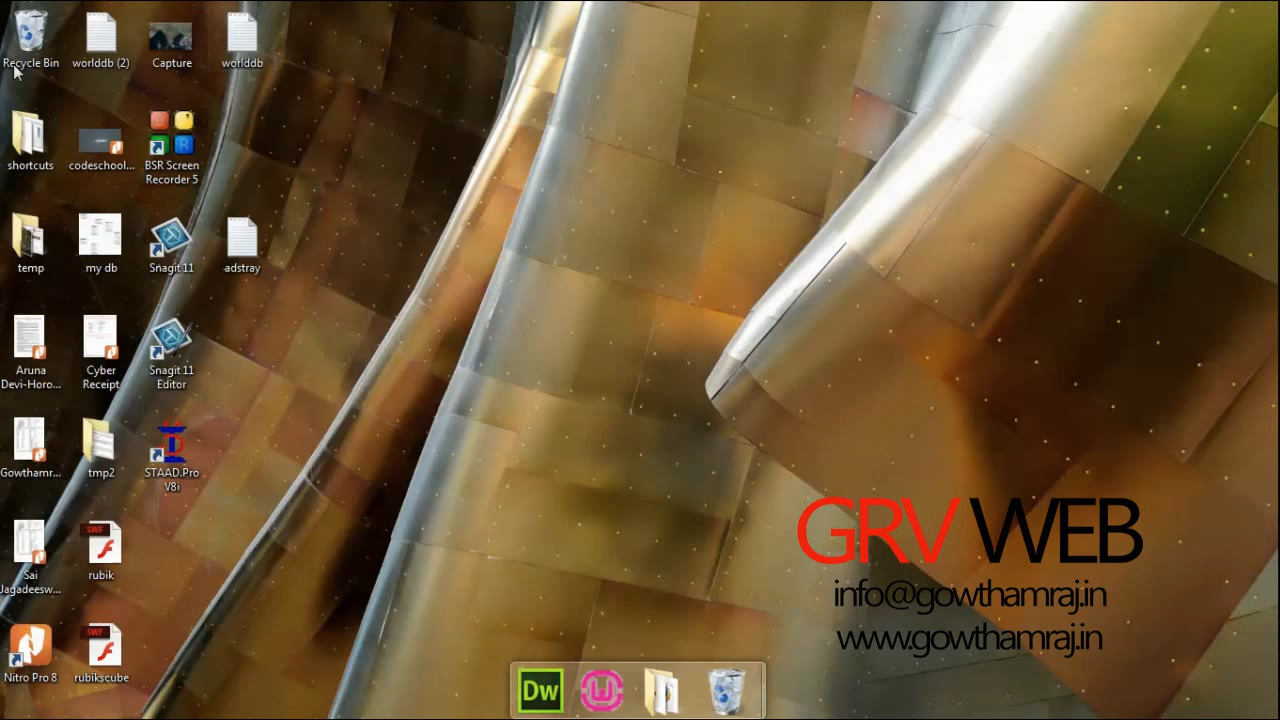 Recycle Bin
worlddb (2)
Capture
worlddb
shortcuts
codeschool...
BSR Screen
Recorder 5
temp
my db
Snagit 11
adstray
Aruna
Devi-Horo...
Cyber
Receipt
Snagit 11
Editor
Gowthamr...
tmp2
STAAD.Pro
V8i
Sai
Jagadeesw...
SWF
rubik
Nitro Pro 8
SWF
rubikscube
GRV WEB
info@gowthamraj.in
www.gowthamraj.in
Dw